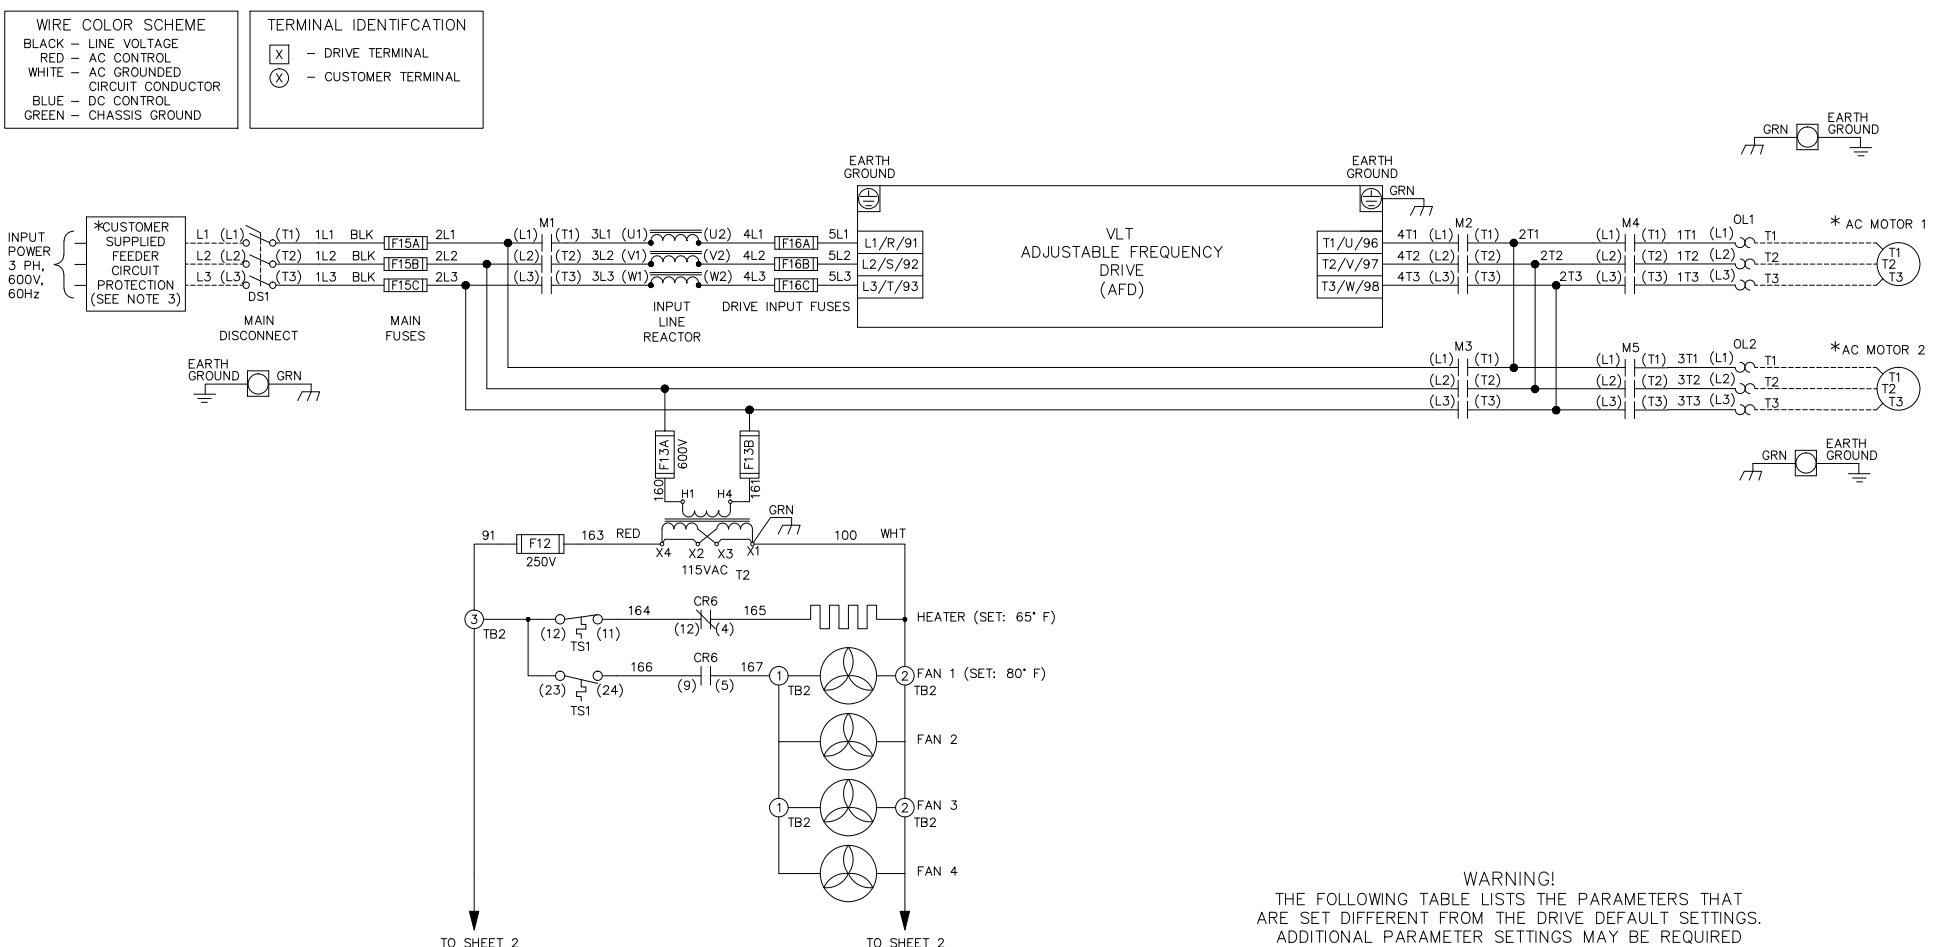 WIRE COLOR SCHEME
BLACK – LINE VOLTAGE
RED – AC CONTROL
WHITE – AC GROUNDED
CIRCUIT CONDUCTOR
BLUE – DC CONTROL
GREEN – CHASSIS GROUND
TERMINAL IDENTIFCATION
X – DRIVE TERMINAL
X – CUSTOMER TERMINAL
INPUT
POWER
3 PH,
600V,
60Hz
*CUSTOMER
SUPPLIED
FEEDER
CIRCUIT
PROTECTION
(SEE NOTE 3)
L1 (L1) (T1) 1L1 BLK F15A 2L1 (L1) M1 (T1) 3L1 (U1) (U2) 4L1 F16A 5L1 L1/R/91
L2 (L2) (T2) 1L2 BLK F15B 2L2 (L2) (T2) 3L2 (V1) (V2) 4L2 F16B 5L2 L2/S/92
L3 (L3) (T3) 1L3 BLK F15C 2L3 (L3) (T3) 3L3 (W1) (W2) 4L3 F16C 5L3 L3/T/93
DS1
MAIN
DISCONNECT
MAIN
FUSES
INPUT
LINE
REACTOR
DRIVE INPUT FUSES
EARTH
GROUND
GRN
EARTH
GROUND
VLT
ADJUSTABLE FREQUENCY
DRIVE
(AFD)
EARTH
GROUND
GRN
GRN
EARTH
GROUND
T1/U/96 4T1 (L1) M2 (T1) 2T1 (L1) M4 (T1) 1T1 (L1) OL1 T1
T2/V/97 4T2 (L2) (T2) 2T2 (L2) (T2) 1T2 (L2) T2
T3/W/98 4T3 (L3) (T3) 2T3 (L3) (T3) 1T3 (L3) T3
* AC MOTOR 1
T1
T2
T3
(L1) M3 (T1) (L1) M5 (T1) 3T1 (L1) OL2 T1
(L2) (T2) (L2) (T2) 3T2 (L2) T2
(L3) (T3) (L3) (T3) 3T3 (L3) T3
*AC MOTOR 2
T1
T2
T3
GRN
EARTH
GROUND
F13A
600V
F13B
160
161
H1 H4
GRN
91 F12 163 RED
250V
X4 X2 X3 X1
100 WHT
115VAC T2
3
TB2
(12) (11)
TS1
164
CR6
(12) (4)
165
HEATER (SET: 65° F)
(23) (24)
TS1
166
CR6
(9) (5)
167
1
TB2
2
TB2
FAN 1 (SET: 80° F)
FAN 2
1
TB2
2
TB2
FAN 3
FAN 4
TO SHEET 2
TO SHEET 2
WARNING!
THE FOLLOWING TABLE LISTS THE PARAMETERS THAT
ARE SET DIFFERENT FROM THE DRIVE DEFAULT SETTINGS.
ADDITIONAL PARAMETER SETTINGS MAY BE REQUIRED